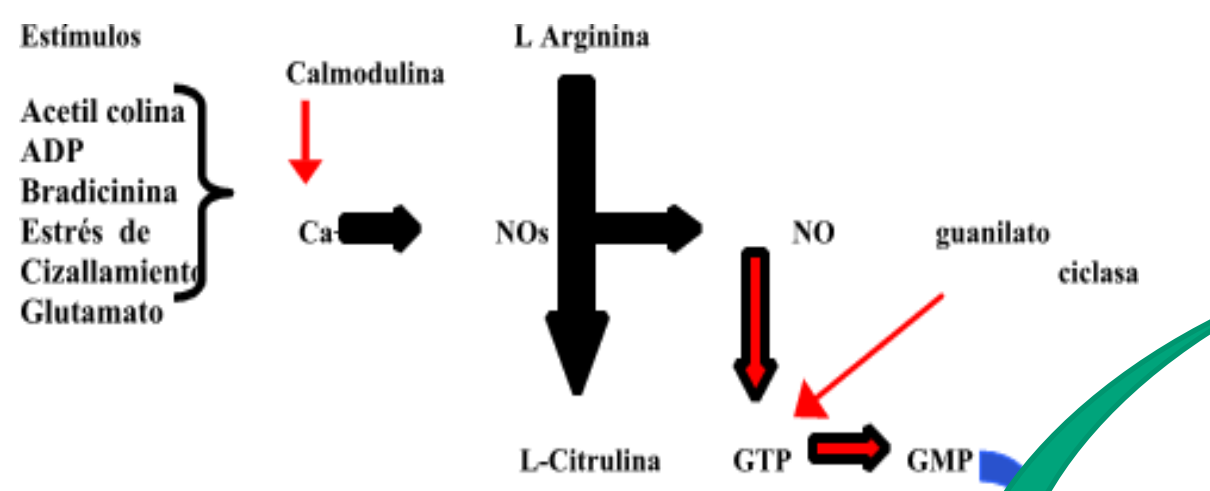 Estímulos
L Arginina
Calmodulina
Acetil colina
ADP
Bradicinina
Estrés de
Cizallamiento
Glutamato
Ca
NOs
NO
guanilato
ciclasa
L-Citrulina
GTP
GMP